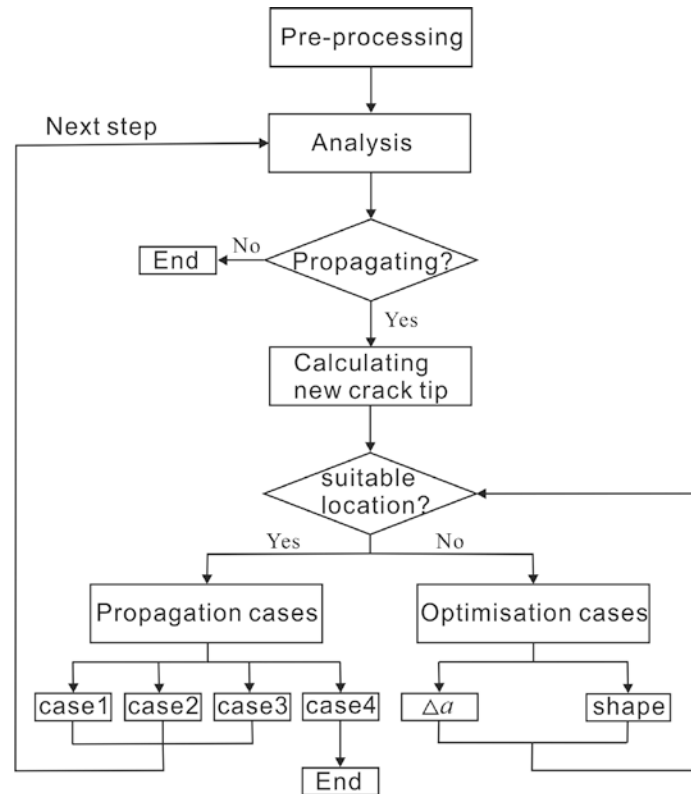 Pre-processing
Next step
Analysis
No
End
Propagating?
Yes
Calculating
new crack tip
suitable
location?
Yes
No
Propagation cases
Optimisation cases
case1
case2
case3
case4
Δa
shape
End